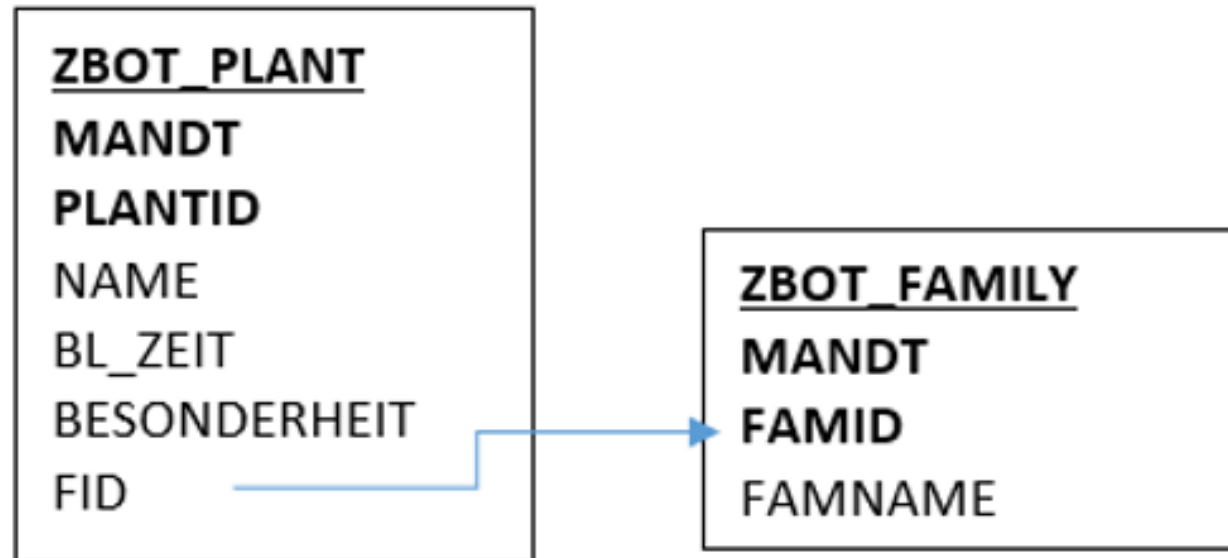 ZBOT_PLANT
MANDT
PLANTID
NAME
BL_ZEIT
BESONDERHEIT
FID
ZBOT_FAMILY
MANDT
FAMID
FAMNAME